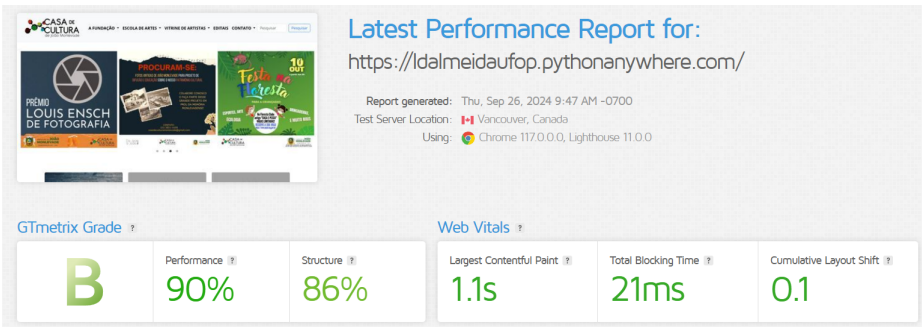 CASA DE
CULTURA
A FUNDAÇÃO
ESCOLA DE ARTES
VITRINE DE ARTISTAS
EDITAIS
CONTATO
Pesquisar
Pesquisar
PRÊMIO
LOUIS ENSCH
DE FOTOGRAFIA
PROCURAM-SE:
10
OUT
Festa na
Floresta
Latest Performance Report for:
https://ldalmeidaufop.pythonanywhere.com/
Report generated: Thu, Sep 26, 2024 9:47 AM -0700
Test Server Location: Vancouver, Canada
Using: Chrome 117.0.0.0, Lighthouse 11.0.0
GTmetrix Grade ?
B
Performance ?
90%
Structure ?
86%
Web Vitals ?
Largest Contentful Paint ?
1.1s
Total Blocking Time ?
21ms
Cumulative Layout Shift ?
0.1